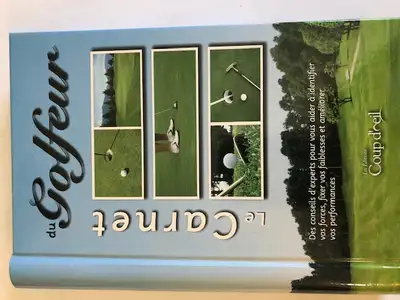 Le Carnet
du Golfeur
Des conseils d'experts pour vous aider à identifier
vos forces, fixer vos faiblesses et améliorer
vos performances
Coup d'œil